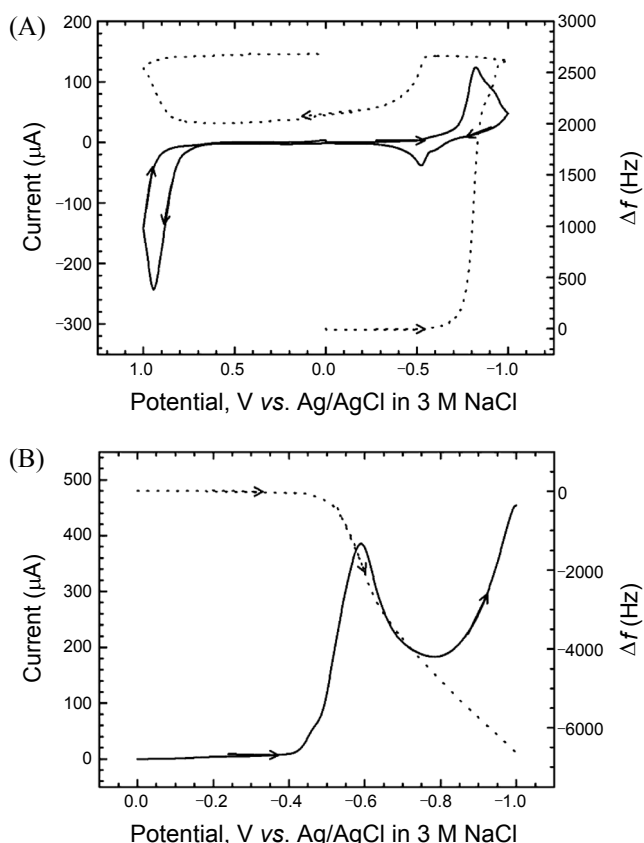 (A)
200
100
0
−100
−200
−300
Current (μA)
3000
2500
2000
1500
1000
500
0
Δf (Hz)
1.0 0.5 0.0 −0.5 −1.0
Potential, V vs. Ag/AgCl in 3 M NaCl
(B)
500
400
300
200
100
0
Current (μA)
0
−2000
−4000
−6000
Δf (Hz)
0.0 −0.2 −0.4 −0.6 −0.8 −1.0
Potential, V vs. Ag/AgCl in 3 M NaCl